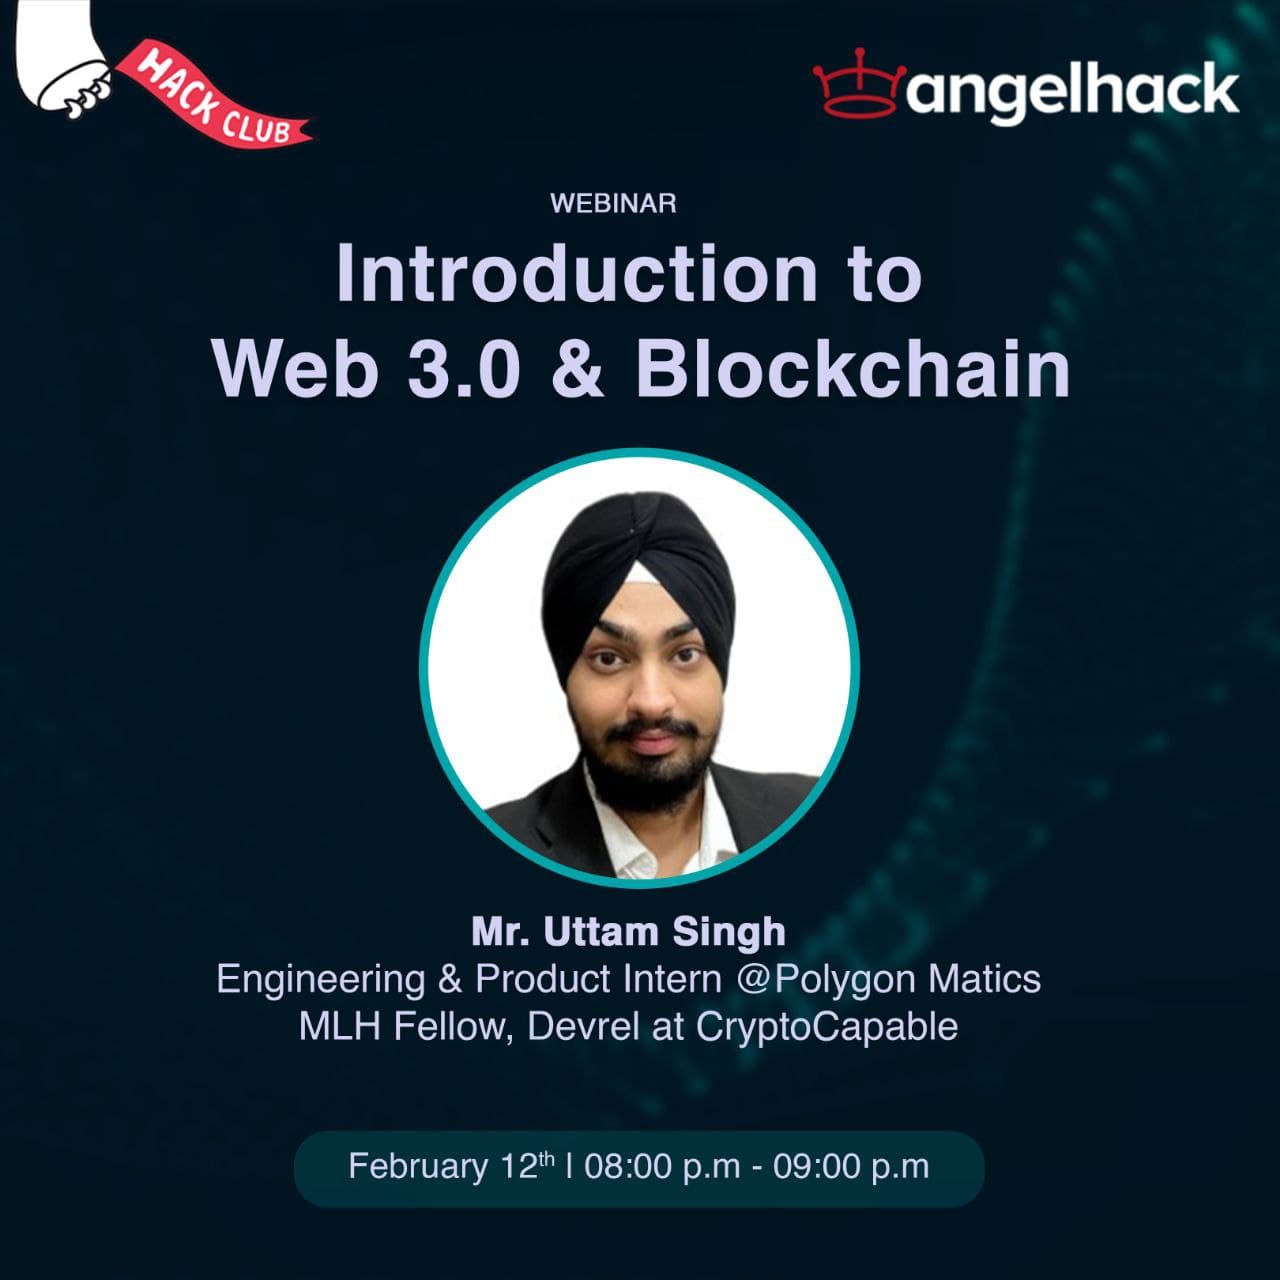 HACK CLUB
angelhack
WEBINAR
Introduction to
Web 3.0 & Blockchain
Mr. Uttam Singh
Engineering & Product Intern @Polygon Matics
MLH Fellow, Devrel at CryptoCapable
February 12th | 08:00 p.m - 09:00 p.m